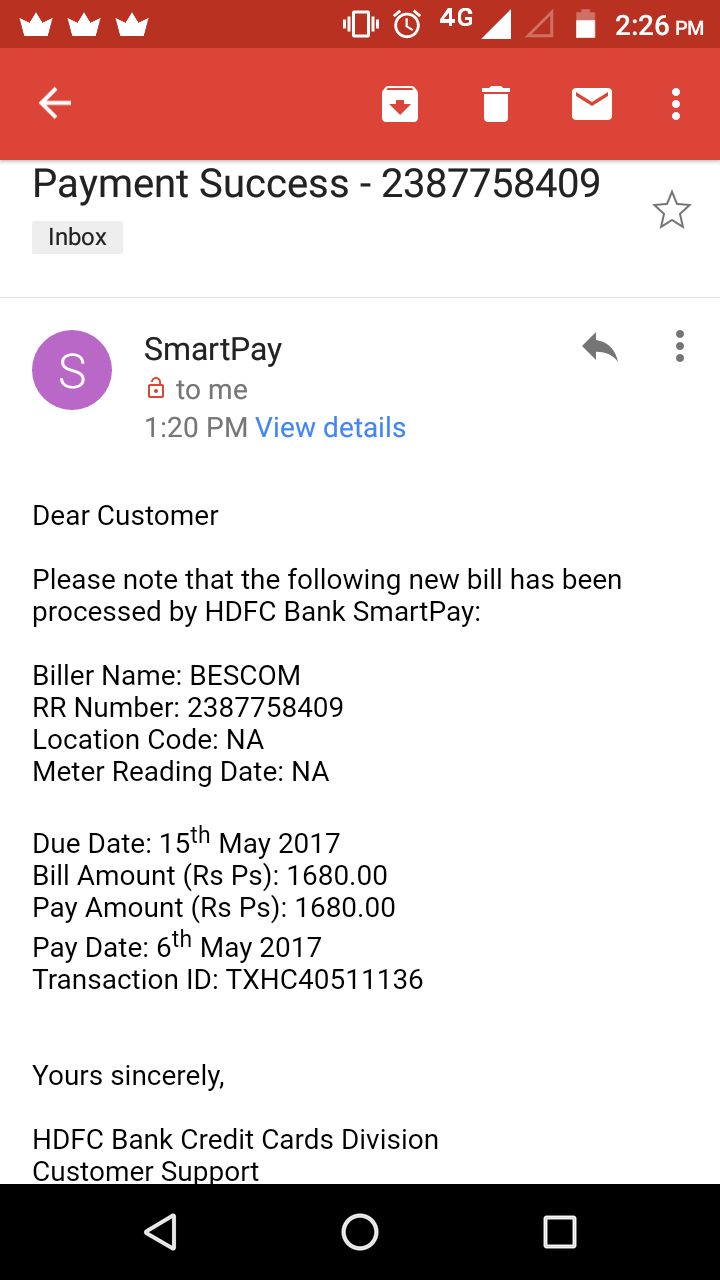 4G 2:26 PM
Payment Success - 2387758409
Inbox
S
SmartPay
to me
1:20 PM View details
Dear Customer
Please note that the following new bill has been
processed by HDFC Bank SmartPay:
Biller Name: BESCOM
RR Number: 2387758409
Location Code: NA
Meter Reading Date: NA
Due Date: 15th May 2017
Bill Amount (Rs Ps): 1680.00
Pay Amount (Rs Ps): 1680.00
Pay Date: 6th May 2017
Transaction ID: TXHC40511136
Yours sincerely,
HDFC Bank Credit Cards Division
Customer Support